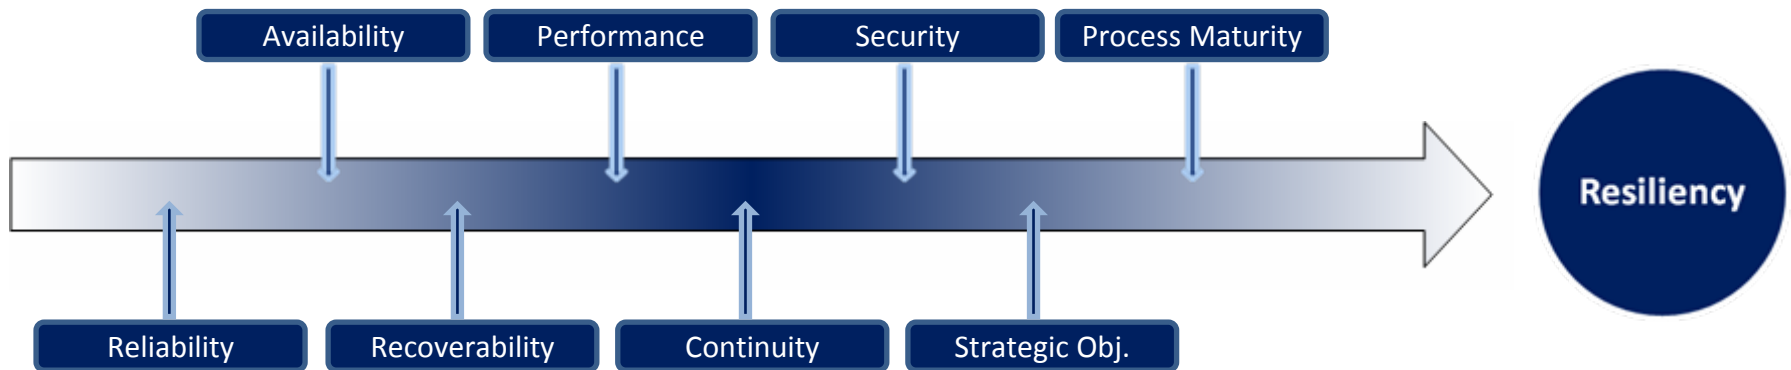 Availability
Performance
Security
Process Maturity
Resiliency
Reliability
Recoverability
Continuity
Strategic Obj.